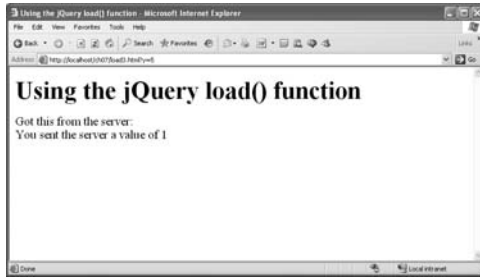 Using the jQuery load() function - Microsoft Internet Explorer
File Edit View Favorites Tools Help
Back Search Favorites
Address http://localhost/ch07/load3.html?y=5 Go
Using the jQuery load() function
Got this from the server:
You sent the server a value of 1
Done Local intranet